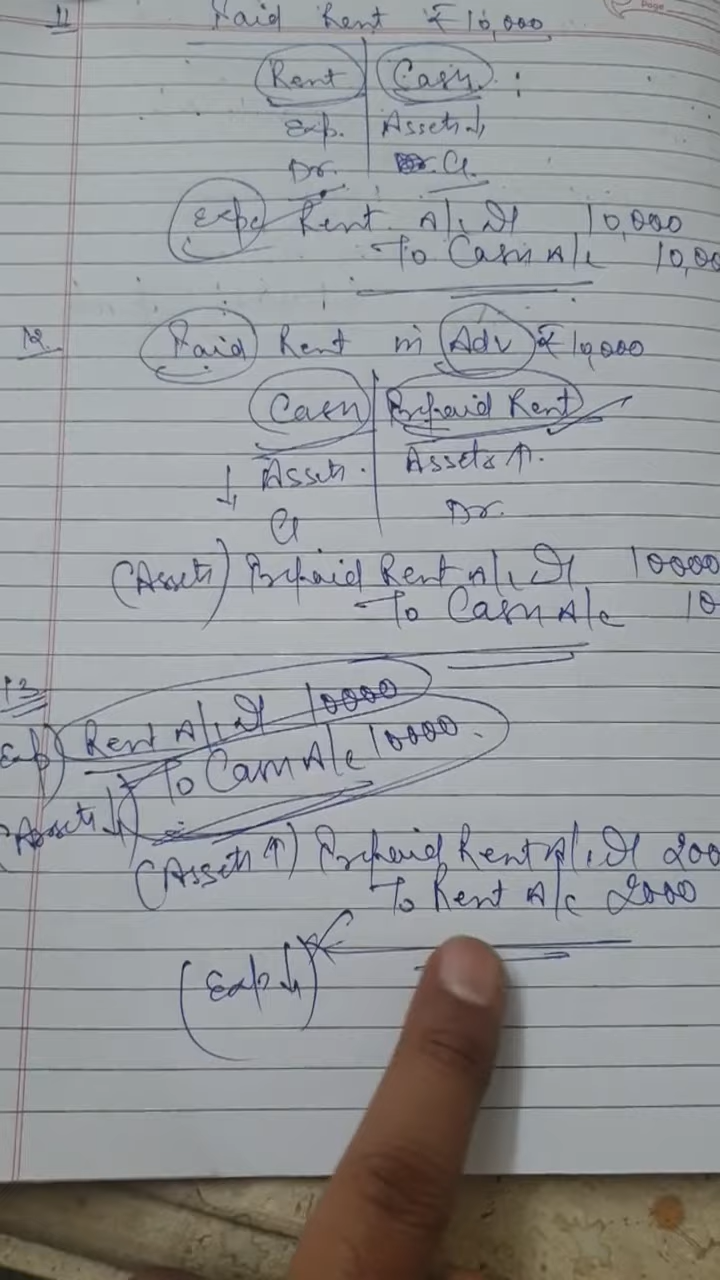 11 Paid Rent ₹10,000
Rent Cash :
Exp. Assets↓
Dr. Cr.
Exp Rent A/c Dr 10,000
To Cash A/c 10,00
12. Paid Rent in Adv ₹10,000
Cash Prepaid Rent
↓ Assets. Assets↑.
Cr Dr.
(Assets) Prepaid Rent A/c Dr 10000
To Cash A/c 10
13
Exp) Rent A/c Dr 10000
To Cash A/c 10000.
(Assets↓)
(Assets↑) Prepaid Rent A/c Dr 200
To Rent A/c 2000
(Exp↓)